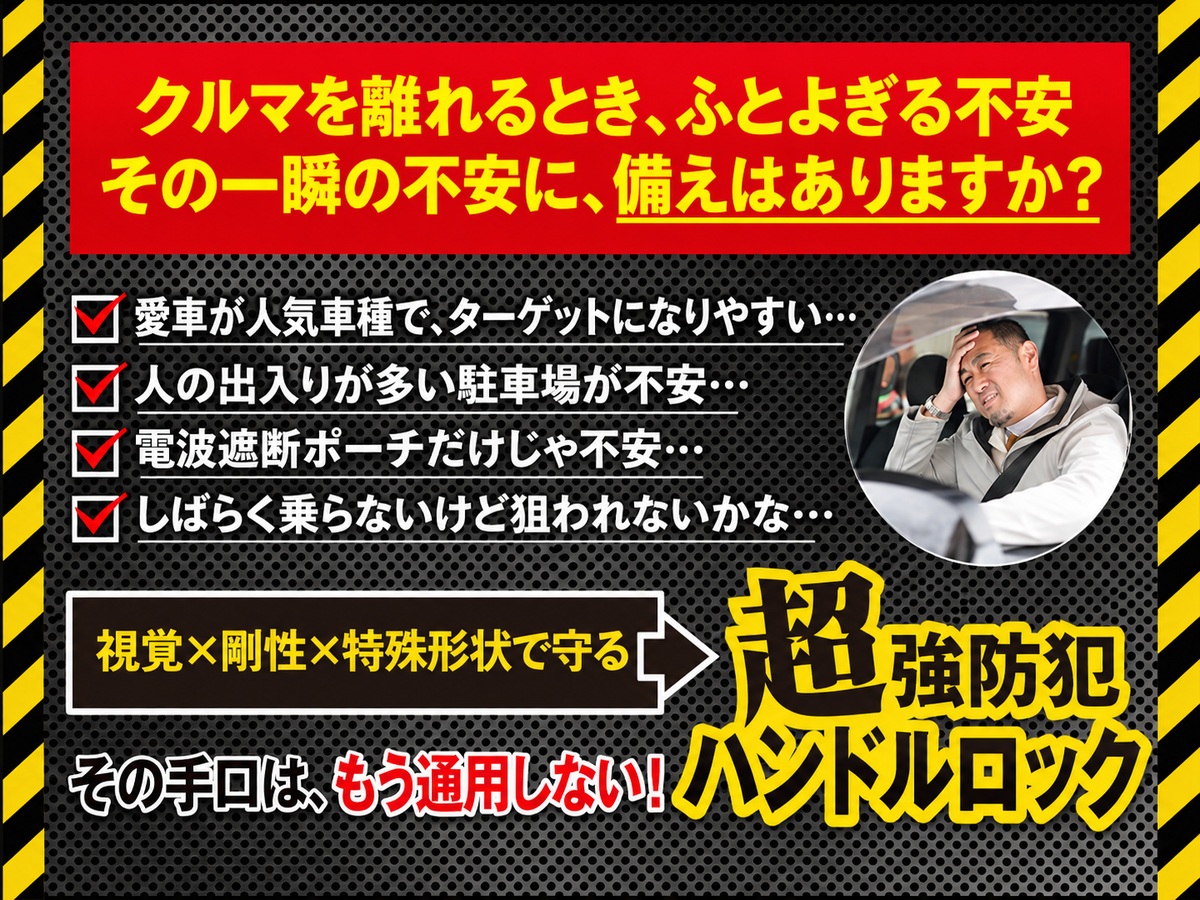 クルマを離れるとき、ふとよぎる不安
その一瞬の不安に、備えはありますか？
愛車が人気車種で、ターゲットになりやすい…
人の出入りが多い駐車場が不安…
電波遮断ポーチだけじゃ不安…
しばらく乗らないけど狙われないかな…
視覚×剛性×特殊形状で守る
超強防犯
ハンドルロック
その手口は、もう通用しない！